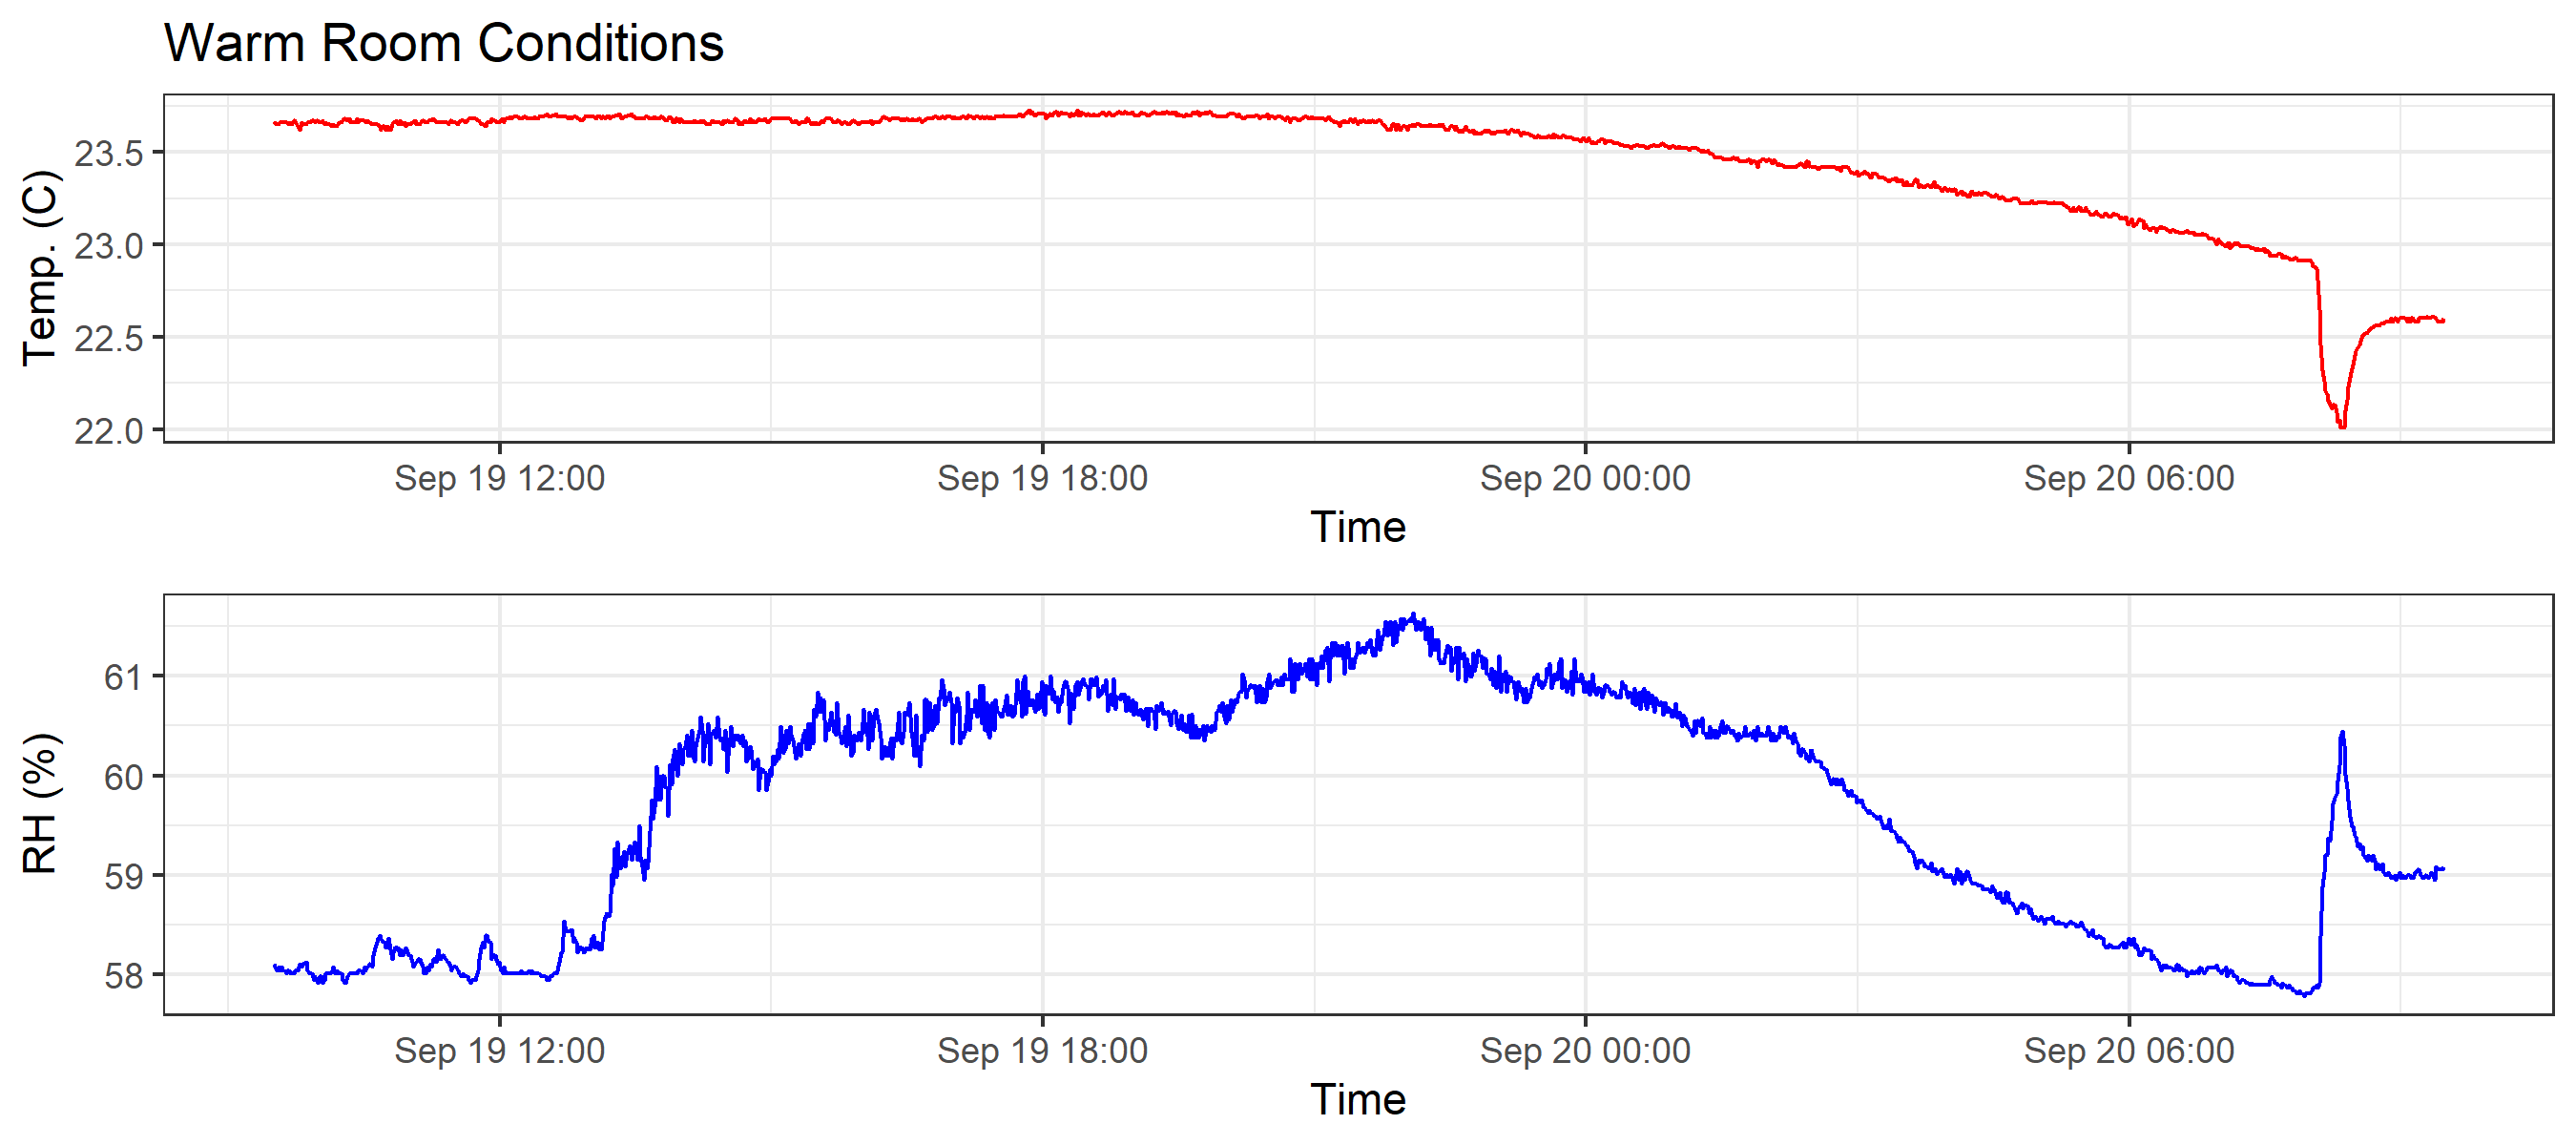 Warm Room Conditions
Temp. (C)
23.5
23.0
22.5
22.0
Sep 19 12:00 Sep 19 18:00 Sep 20 00:00 Sep 20 06:00
Time
RH (%)
61
60
59
58
Sep 19 12:00 Sep 19 18:00 Sep 20 00:00 Sep 20 06:00
Time